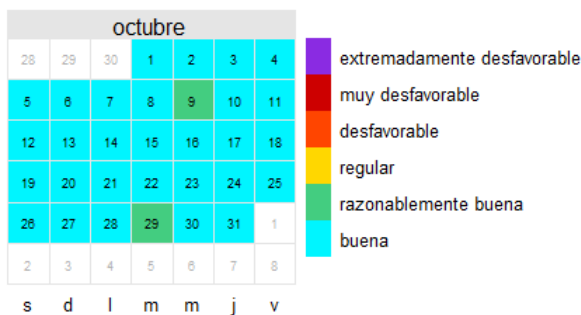 octubre
28 29 30 1 2 3 4
5 6 7 8 9 10 11
12 13 14 15 16 17 18
19 20 21 22 23 24 25
26 27 28 29 30 31 1
2 3 4 5 6 7 8
s d l m m j v
extremadamente desfavorable
muy desfavorable
desfavorable
regular
razonablemente buena
buena